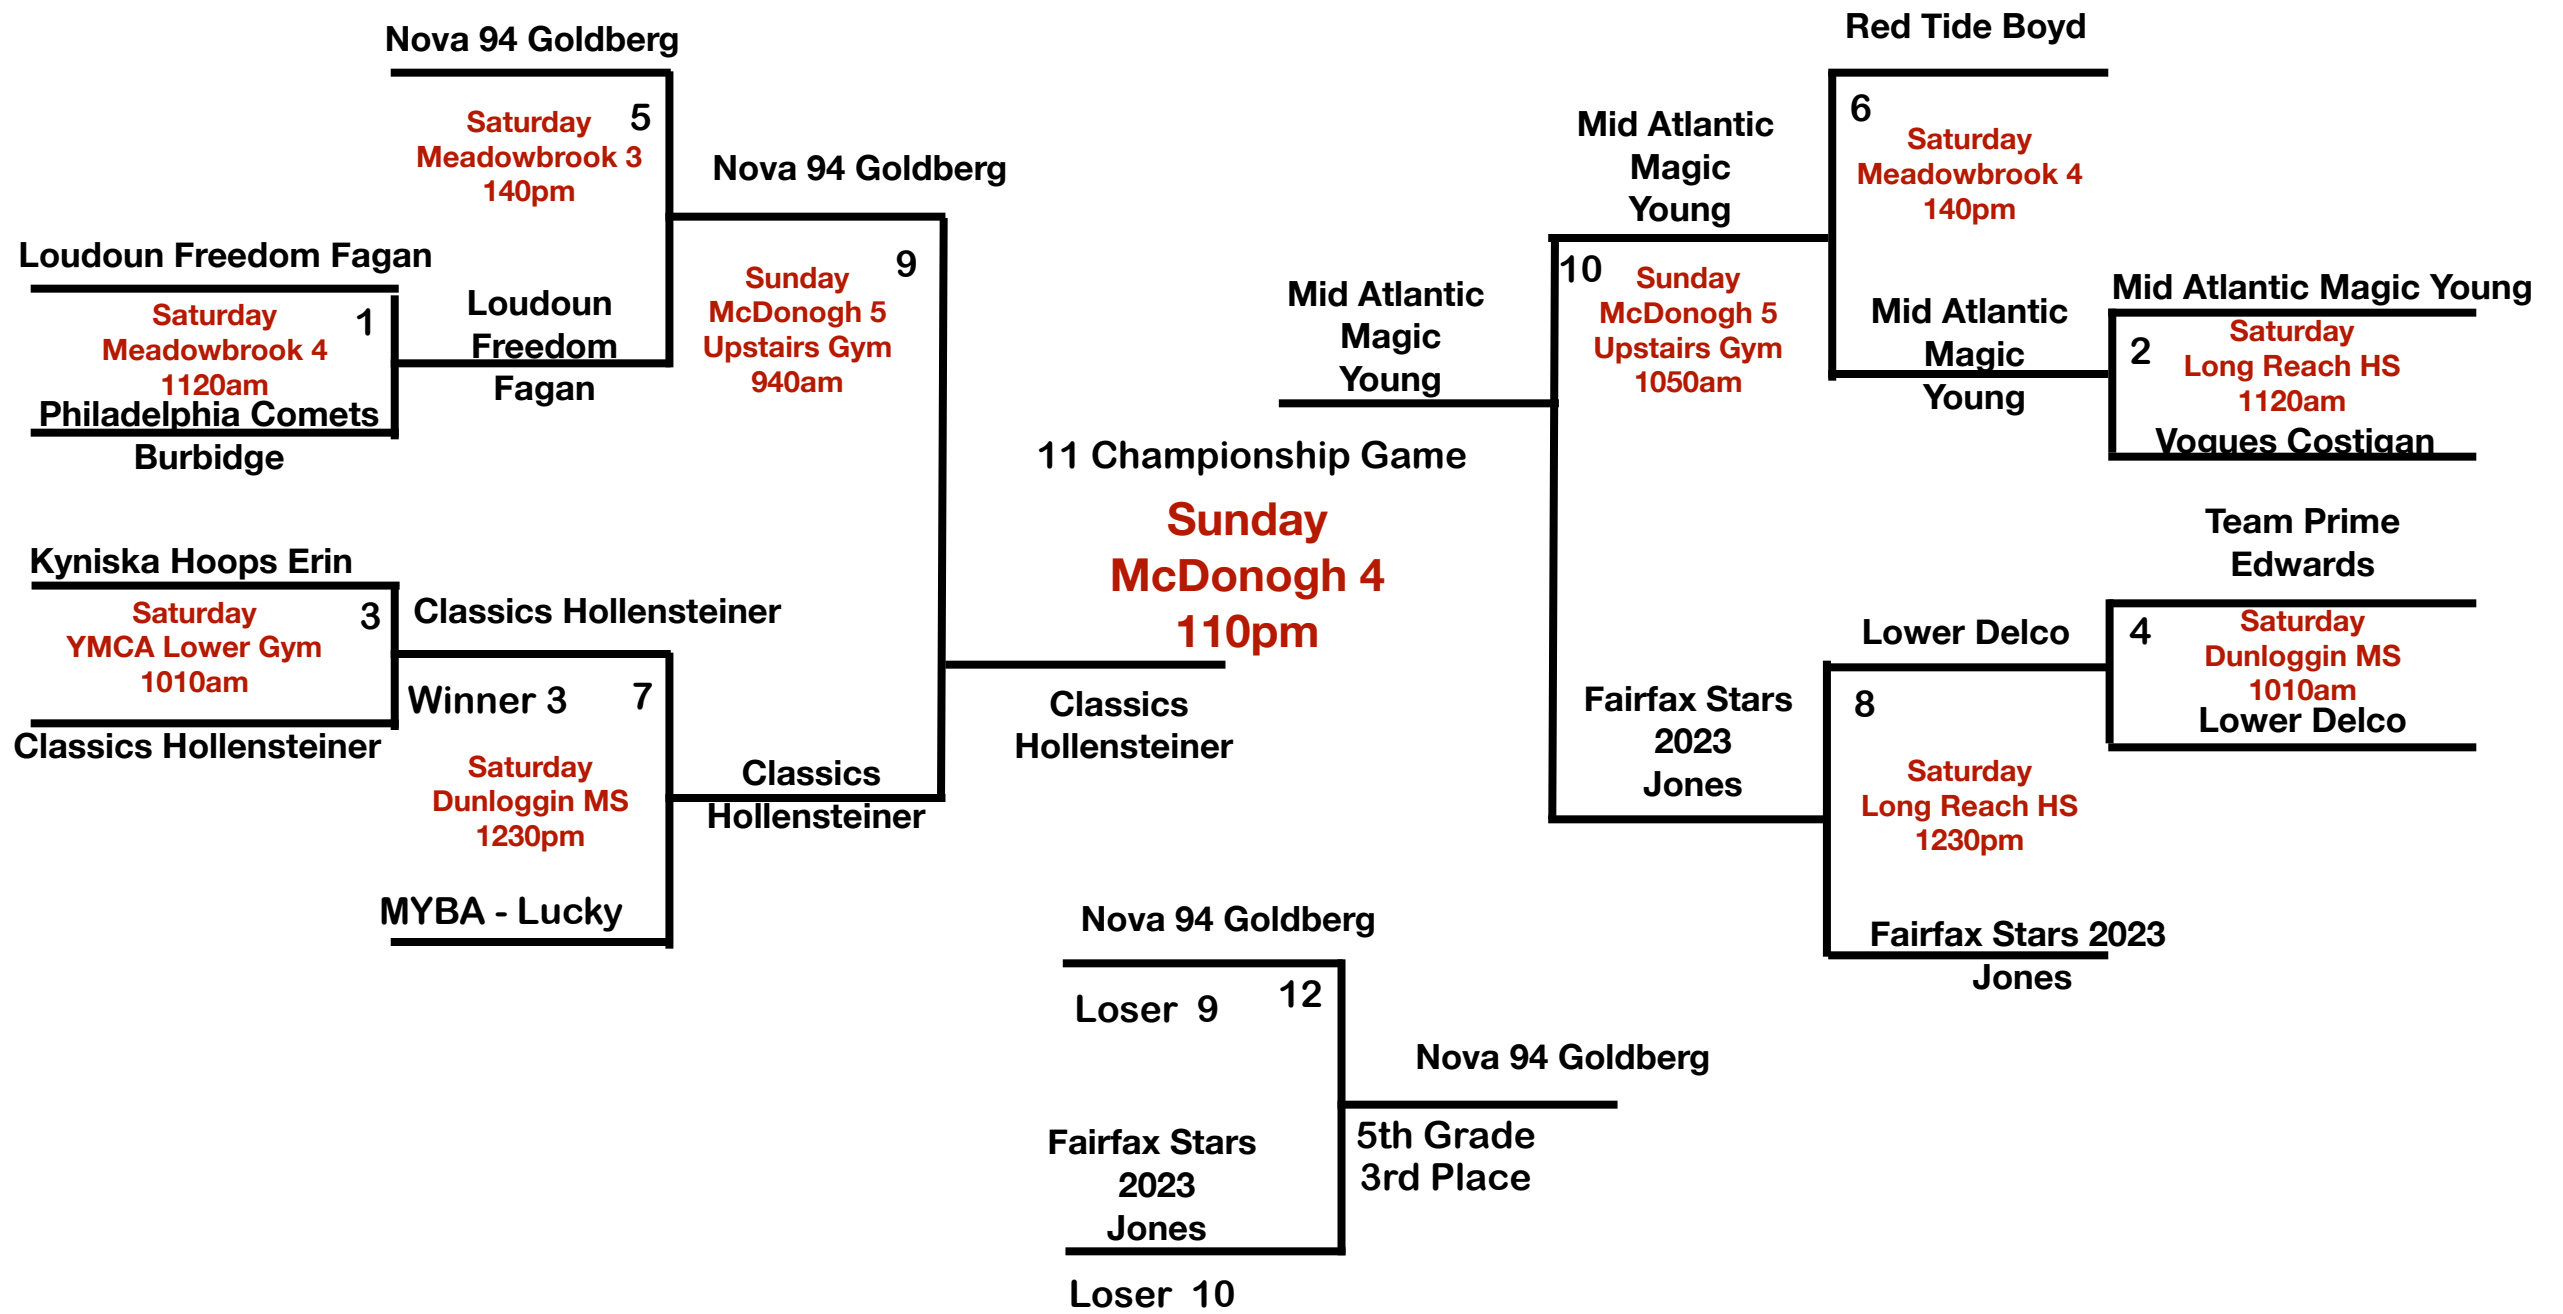 Nova 94 Goldberg
5
Saturday
Meadowbrook 3
140pm
Nova 94 Goldberg
Loudoun Freedom Fagan
Saturday
Meadowbrook 4
1120am
1
Philadelphia Comets
Burbidge
Loudoun
Freedom
Fagan
9
Sunday
McDonogh 5
Upstairs Gym
940am
Kyniska Hoops Erin
Saturday
YMCA Lower Gym
1010am
3
Classics Hollensteiner
Classics Hollensteiner
Winner 3
7
Saturday
Dunloggin MS
1230pm
Classics
Hollensteiner
MYBA - Lucky
11 Championship Game
Sunday
McDonogh 4
110pm
Classics
Hollensteiner
Mid Atlantic
Magic
Young
Mid Atlantic
Magic
Young
10
Sunday
McDonogh 5
Upstairs Gym
1050am
Red Tide Boyd
6
Saturday
Meadowbrook 4
140pm
Mid Atlantic
Magic
Young
Mid Atlantic Magic Young
2
Saturday
Long Reach HS
1120am
Vogues Costigan
Team Prime
Edwards
4
Saturday
Dunloggin MS
1010am
Lower Delco
Lower Delco
8
Saturday
Long Reach HS
1230pm
Fairfax Stars
2023
Jones
Fairfax Stars 2023
Jones
Nova 94 Goldberg
Loser 9
12
Nova 94 Goldberg
5th Grade
3rd Place
Fairfax Stars
2023
Jones
Loser 10